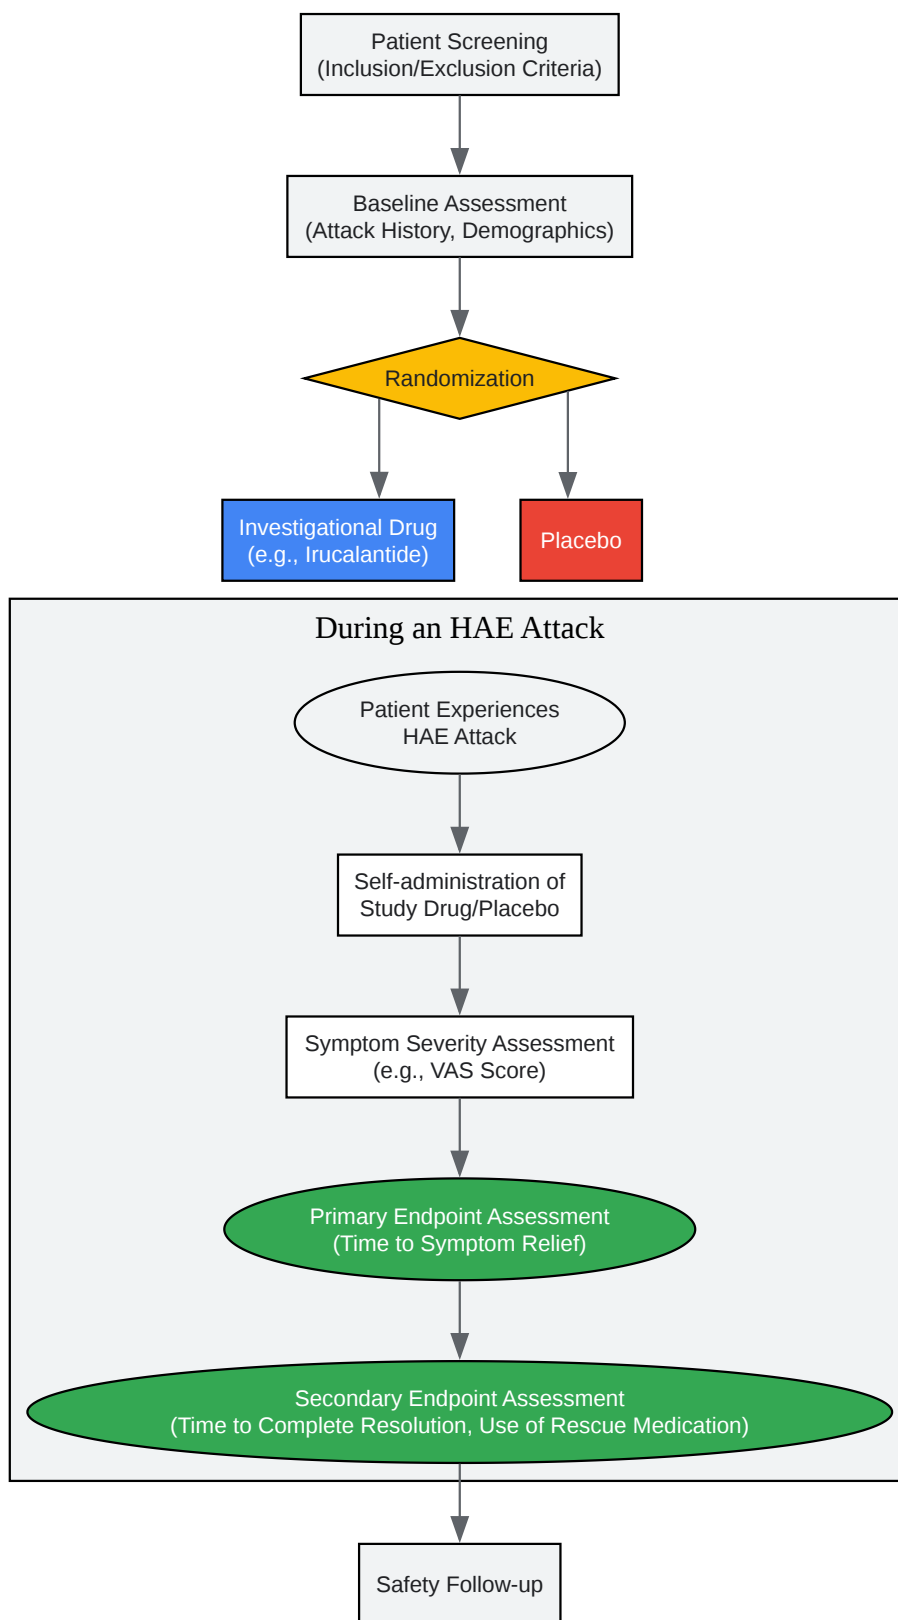 Patient Screening
(Inclusion/Exclusion Criteria)
Baseline Assessment
(Attack History, Demographics)
Randomization
Investigational Drug
(e.g., Irucalantide)
Placebo
During an HAE Attack
Patient Experiences
HAE Attack
Self-administration of
Study Drug/Placebo
Symptom Severity Assessment
(e.g., VAS Score)
Primary Endpoint Assessment
(Time to Symptom Relief)
Secondary Endpoint Assessment
(Time to Complete Resolution, Use of Rescue Medication)
Safety Follow-up